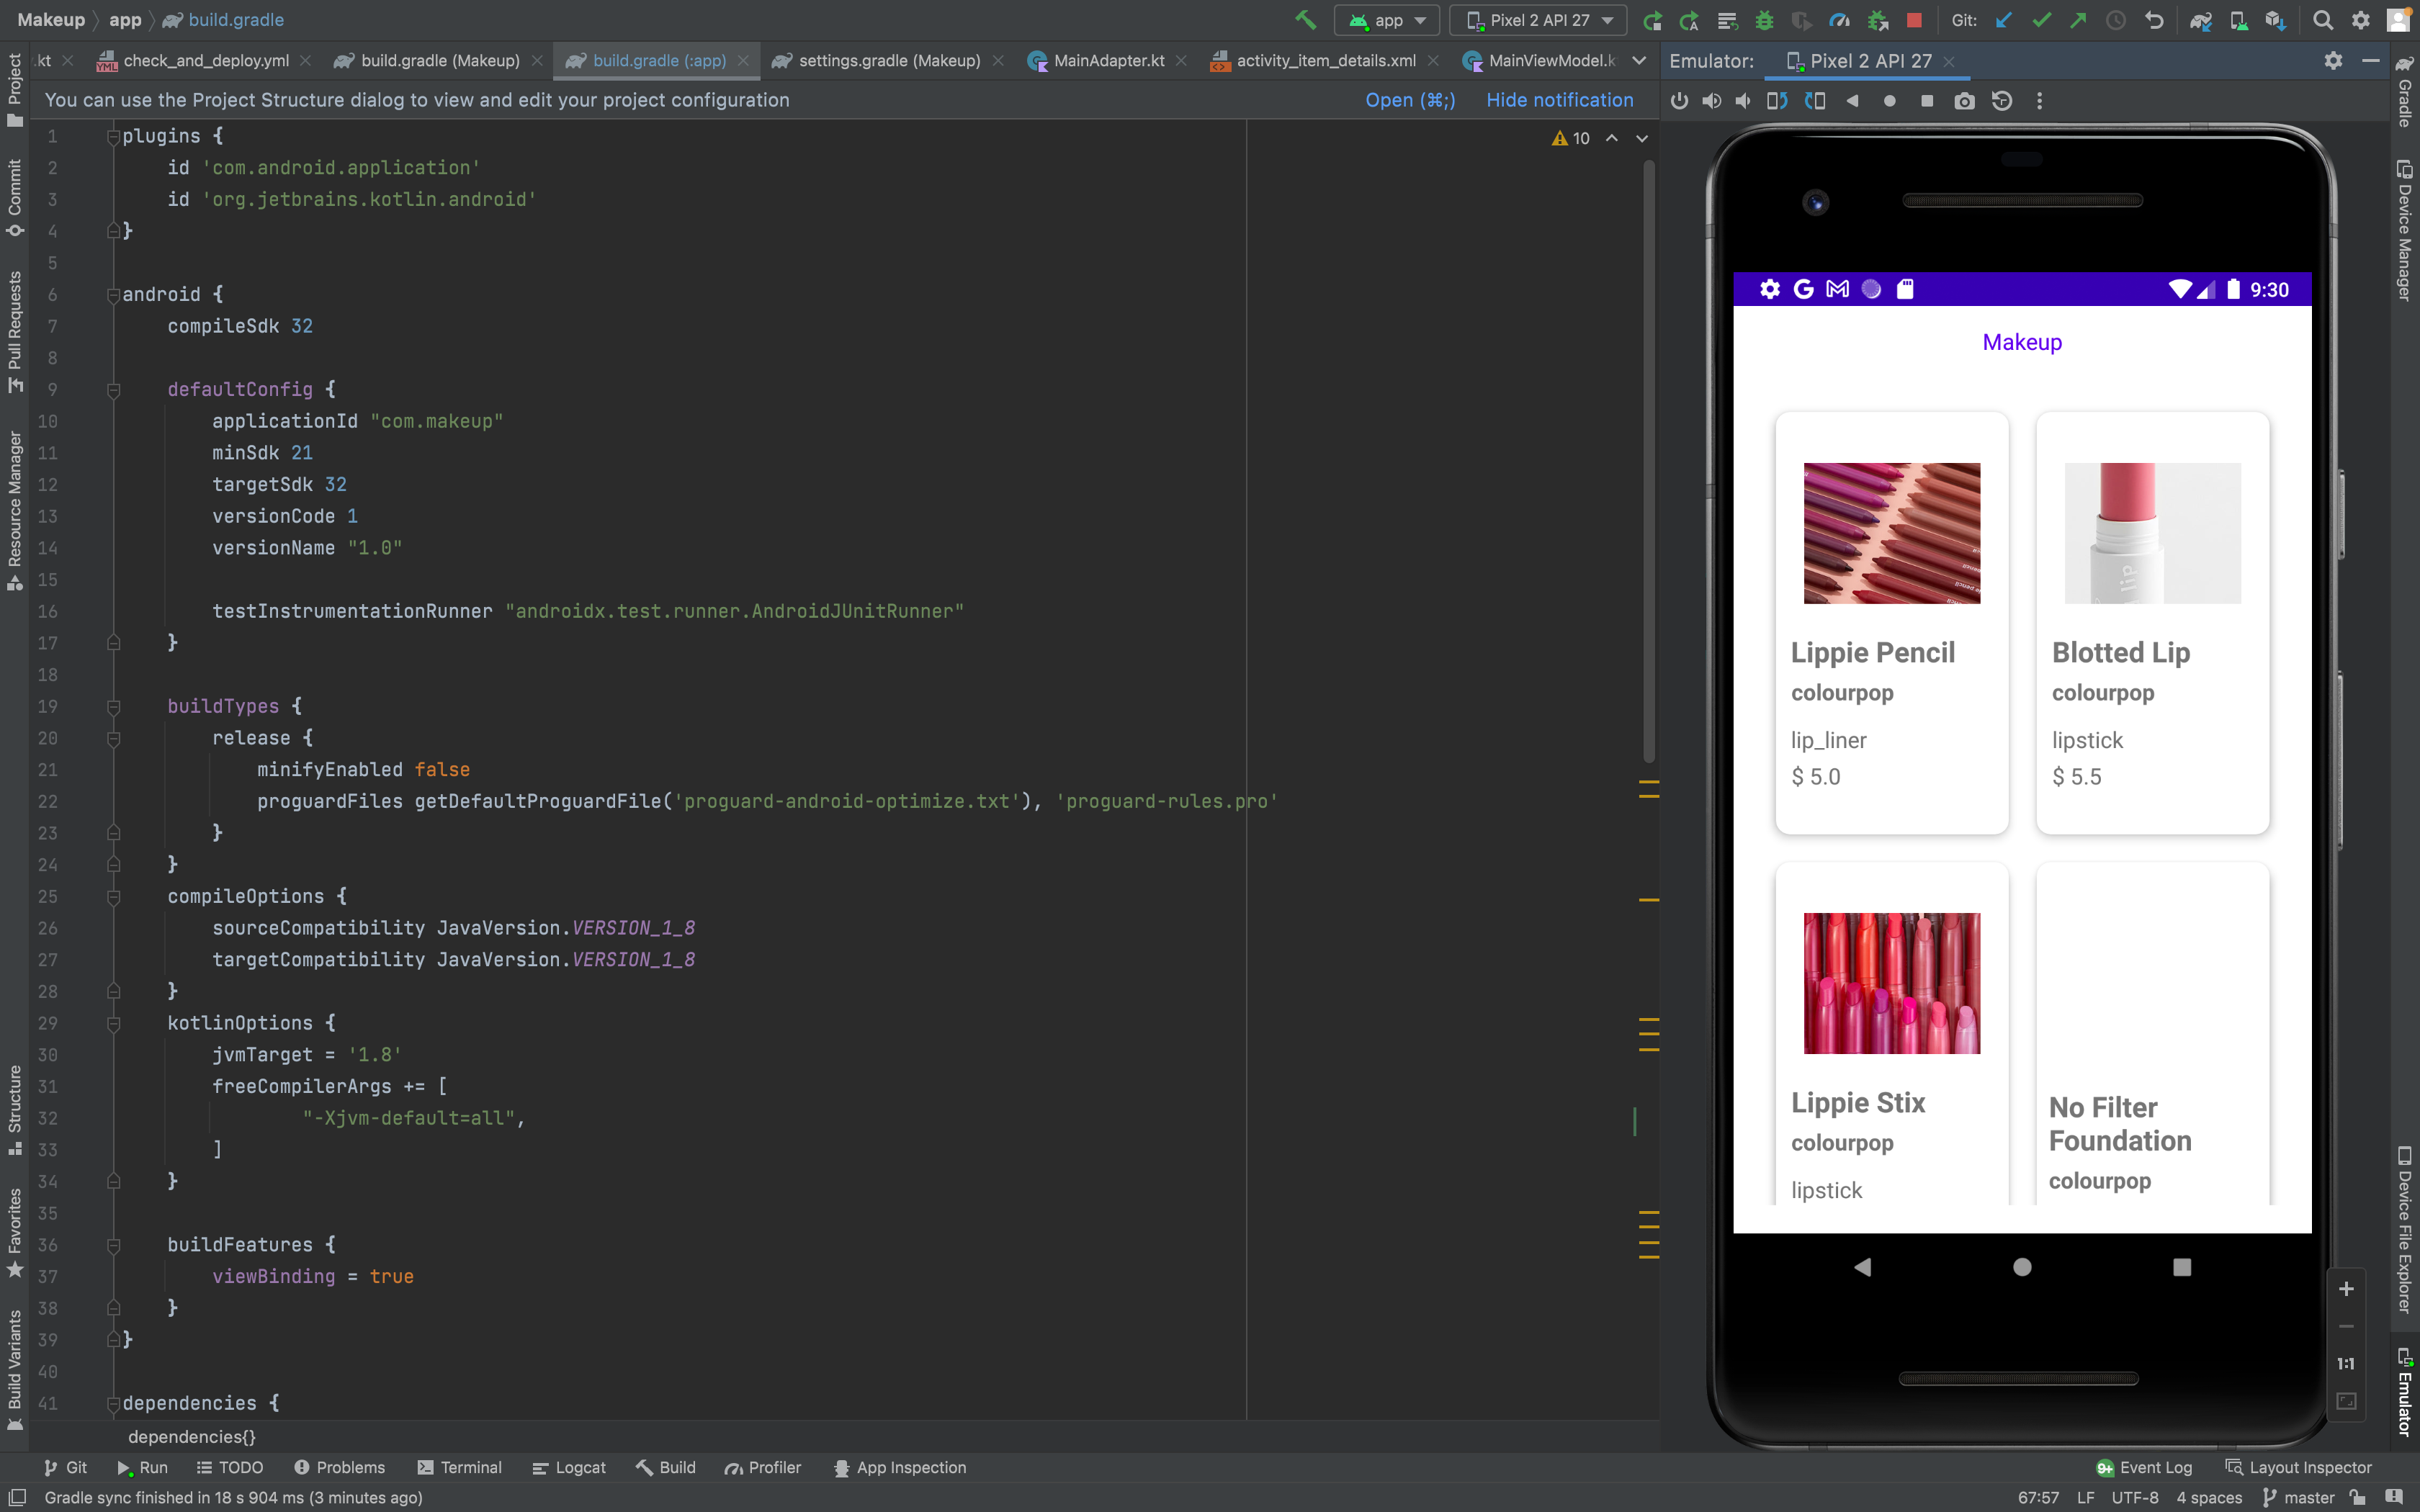 Makeup app build.gradle
app Pixel 2 API 27 Git:
.kt check_and_deploy.yml build.gradle (Makeup) build.gradle (:app) settings.gradle (Makeup) MainAdapter.kt activity_item_details.xml MainViewModel.k
Emulator: Pixel 2 API 27
You can use the Project Structure dialog to view and edit your project configuration Open (⌘;) Hide notification
10
1 plugins {
2 id 'com.android.application'
3 id 'org.jetbrains.kotlin.android'
4 }
5
6 android {
7 compileSdk 32
8
9 defaultConfig {
10 applicationId "com.makeup"
11 minSdk 21
12 targetSdk 32
13 versionCode 1
14 versionName "1.0"
15
16 testInstrumentationRunner "androidx.test.runner.AndroidJUnitRunner"
17 }
18
19 buildTypes {
20 release {
21 minifyEnabled false
22 proguardFiles getDefaultProguardFile('proguard-android-optimize.txt'), 'proguard-rules.pro'
23 }
24 }
25 compileOptions {
26 sourceCompatibility JavaVersion.VERSION_1_8
27 targetCompatibility JavaVersion.VERSION_1_8
28 }
29 kotlinOptions {
30 jvmTarget = '1.8'
31 freeCompilerArgs += [
32 "-Xjvm-default=all",
33 ]
34 }
35
36 buildFeatures {
37 viewBinding = true
38 }
39 }
40
41 dependencies {
dependencies{}
Project
Commit
Pull Requests
Resource Manager
Structure
Favorites
Build Variants
9:30
Makeup
Lippie Pencil
colourpop
lip_liner
$ 5.0
Blotted Lip
colourpop
lipstick
$ 5.5
Lippie Stix
colourpop
lipstick
No Filter
Foundation
colourpop
1:1
Gradle
Device Manager
Device File Explorer
Emulator
Git Run TODO Problems Terminal Logcat Build Profiler App Inspection 9+ Event Log Layout Inspector
Gradle sync finished in 18 s 904 ms (3 minutes ago) 67:57 LF UTF-8 4 spaces master